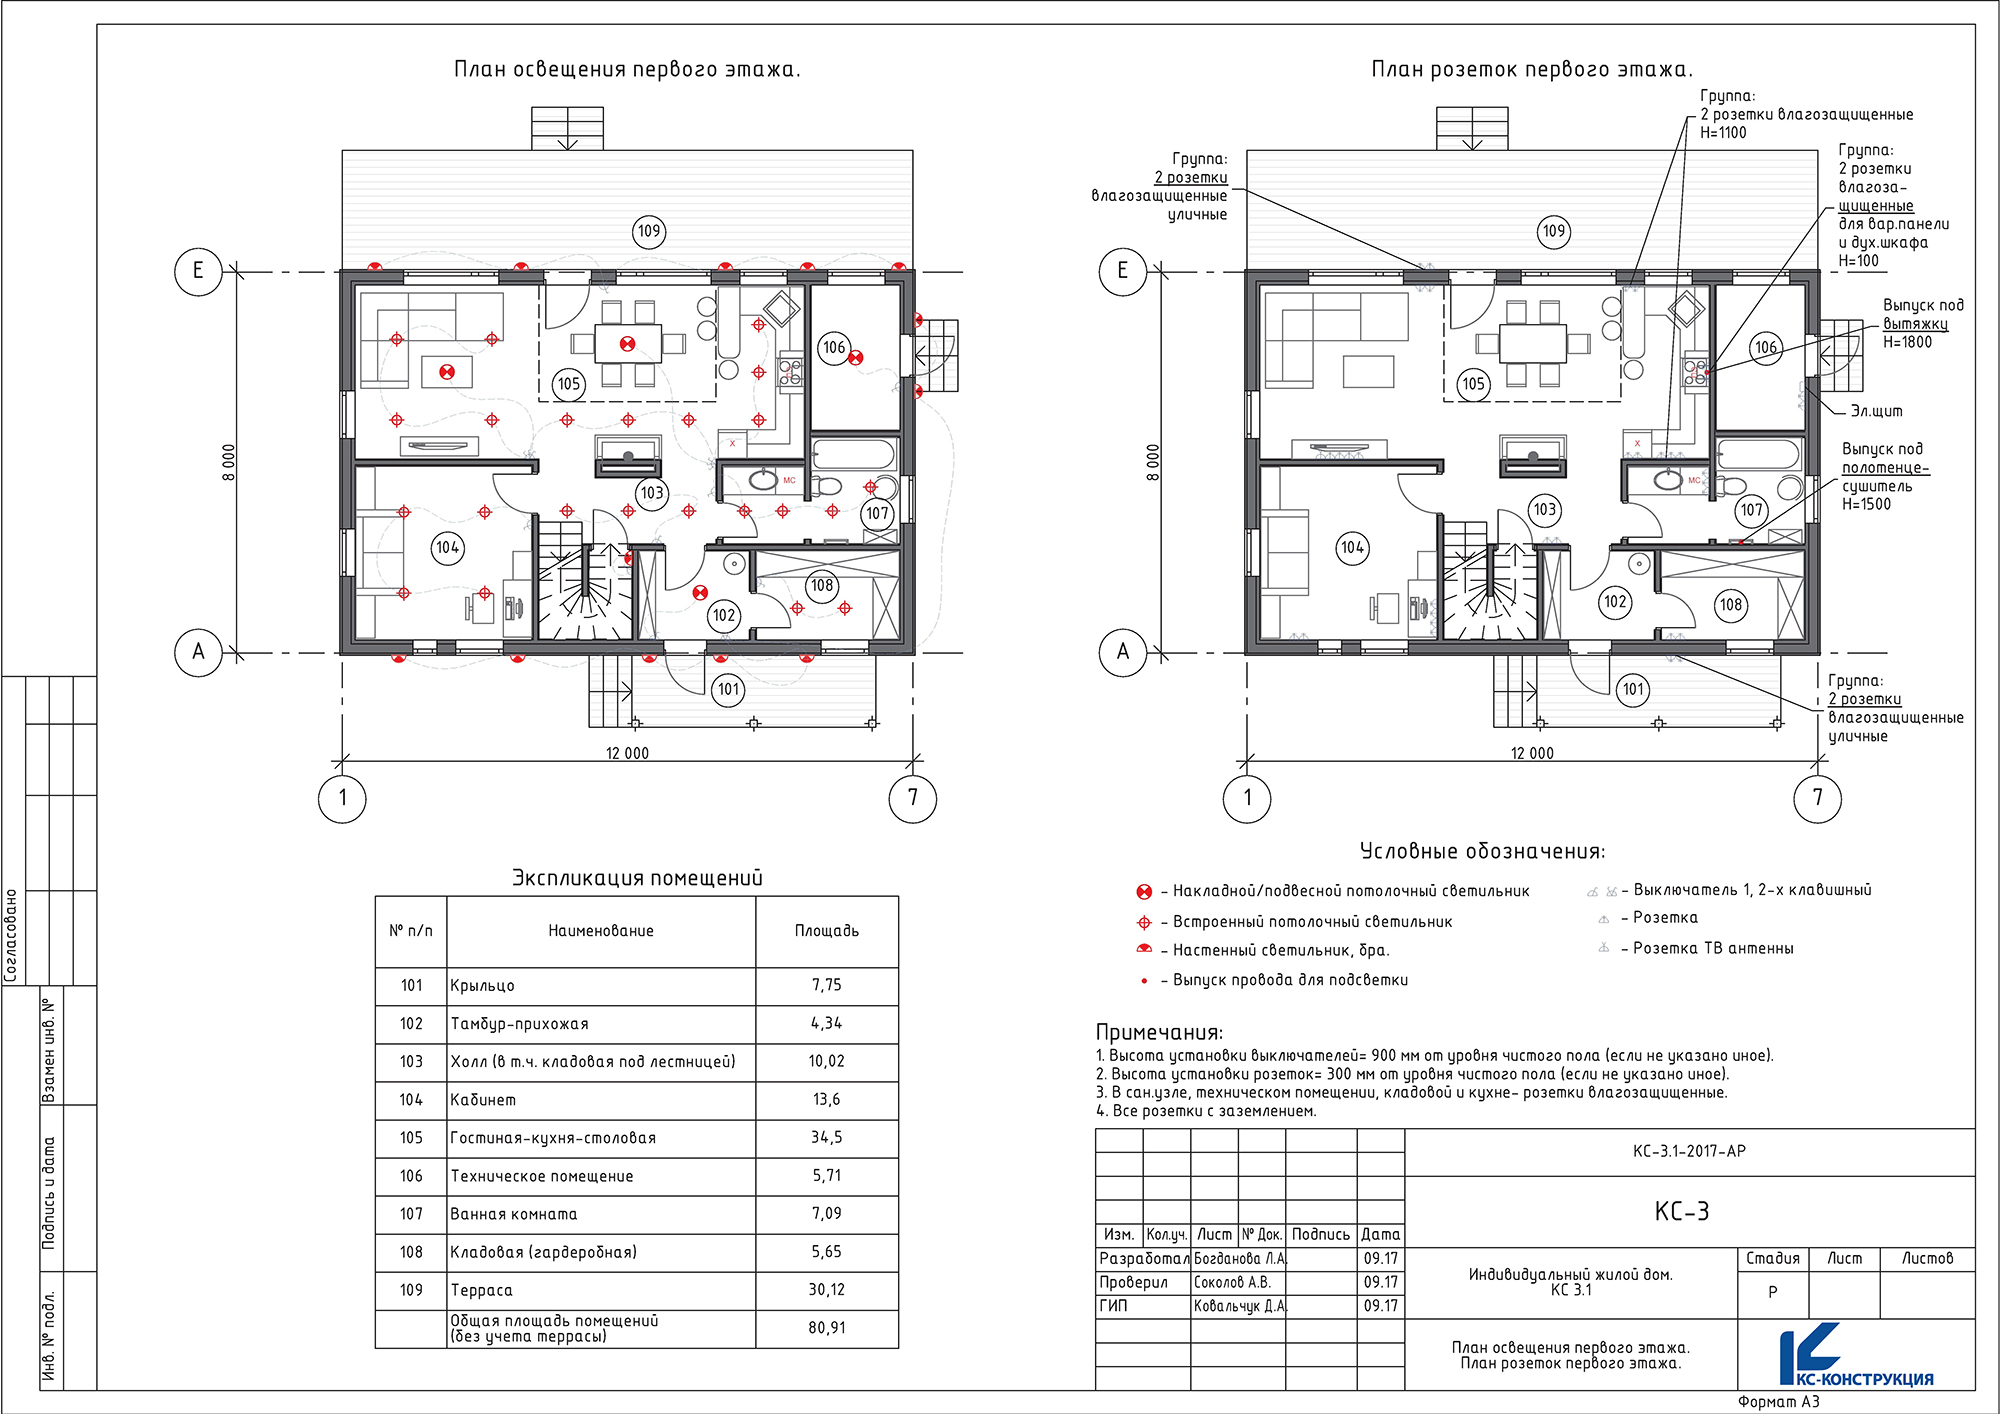 План освещения первого этажа.
109
Е
105
106
8 000
103
107
104
108
102
А
101
МС
Х
12 000
1
7
План розеток первого этажа.
Группа:
2 розетки влагозащищенные
Н=1100
Группа:
2 розетки
влагозащищенные
уличные
Группа:
2 розетки
влагоза-
щищенные
для вар.панели
и дух.шкафа
Н=100
109
Е
Выпуск под
вытяжку
Н=1800
106
105
Эл.щит
8 000
Х
МС
Выпуск под
полотенце-
сушитель
Н=1500
103
107
104
102
108
А
101
Группа:
2 розетки
влагозащищенные
уличные
12 000
1
7
Экспликация помещений
№ п/п Наименование Площадь
101 Крыльцо 7,75
102 Тамбур-прихожая 4,34
103 Холл (в т.ч. кладовая под лестницей) 10,02
104 Кабинет 13,6
105 Гостиная-кухня-столовая 34,5
106 Техническое помещение 5,71
107 Ванная комната 7,09
108 Кладовая (гардеробная) 5,65
109 Терраса 30,12
Общая площадь помещений
(без учета террасы) 80,91
Условные обозначения:
- Накладной/подвесной потолочный светильник
- Встроенный потолочный светильник
- Настенный светильник, бра.
- Выпуск провода для подсветки
- Выключатель 1, 2-х клавишный
- Розетка
- Розетка ТВ антенны
Примечания:
1. Высота установки выключателей= 900 мм от уровня чистого пола (если не указано иное).
2. Высота установки розеток= 300 мм от уровня чистого пола (если не указано иное).
3. В сан.узле, техническом помещении, кладовой и кухне- розетки влагозащищенные.
4. Все розетки с заземлением.
КС-3.1-2017-АР
КС-3
Изм. Кол.уч. Лист № Док. Подпись Дата
Разработал Богданова Л.А. 09.17
Проверил Соколов А.В. 09.17
ГИП Ковальчук Д.А. 09.17
Индивидуальный жилой дом.
КС 3.1
Стадия Лист Листов
Р
План освещения первого этажа.
План розеток первого этажа.
КС-КОНСТРУКЦИЯ
Формат А3
Согласовано
Взамен инв. №
Подпись и дата
Инв. № подл.